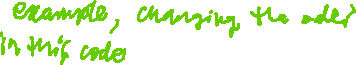 example, changing the order
in this code